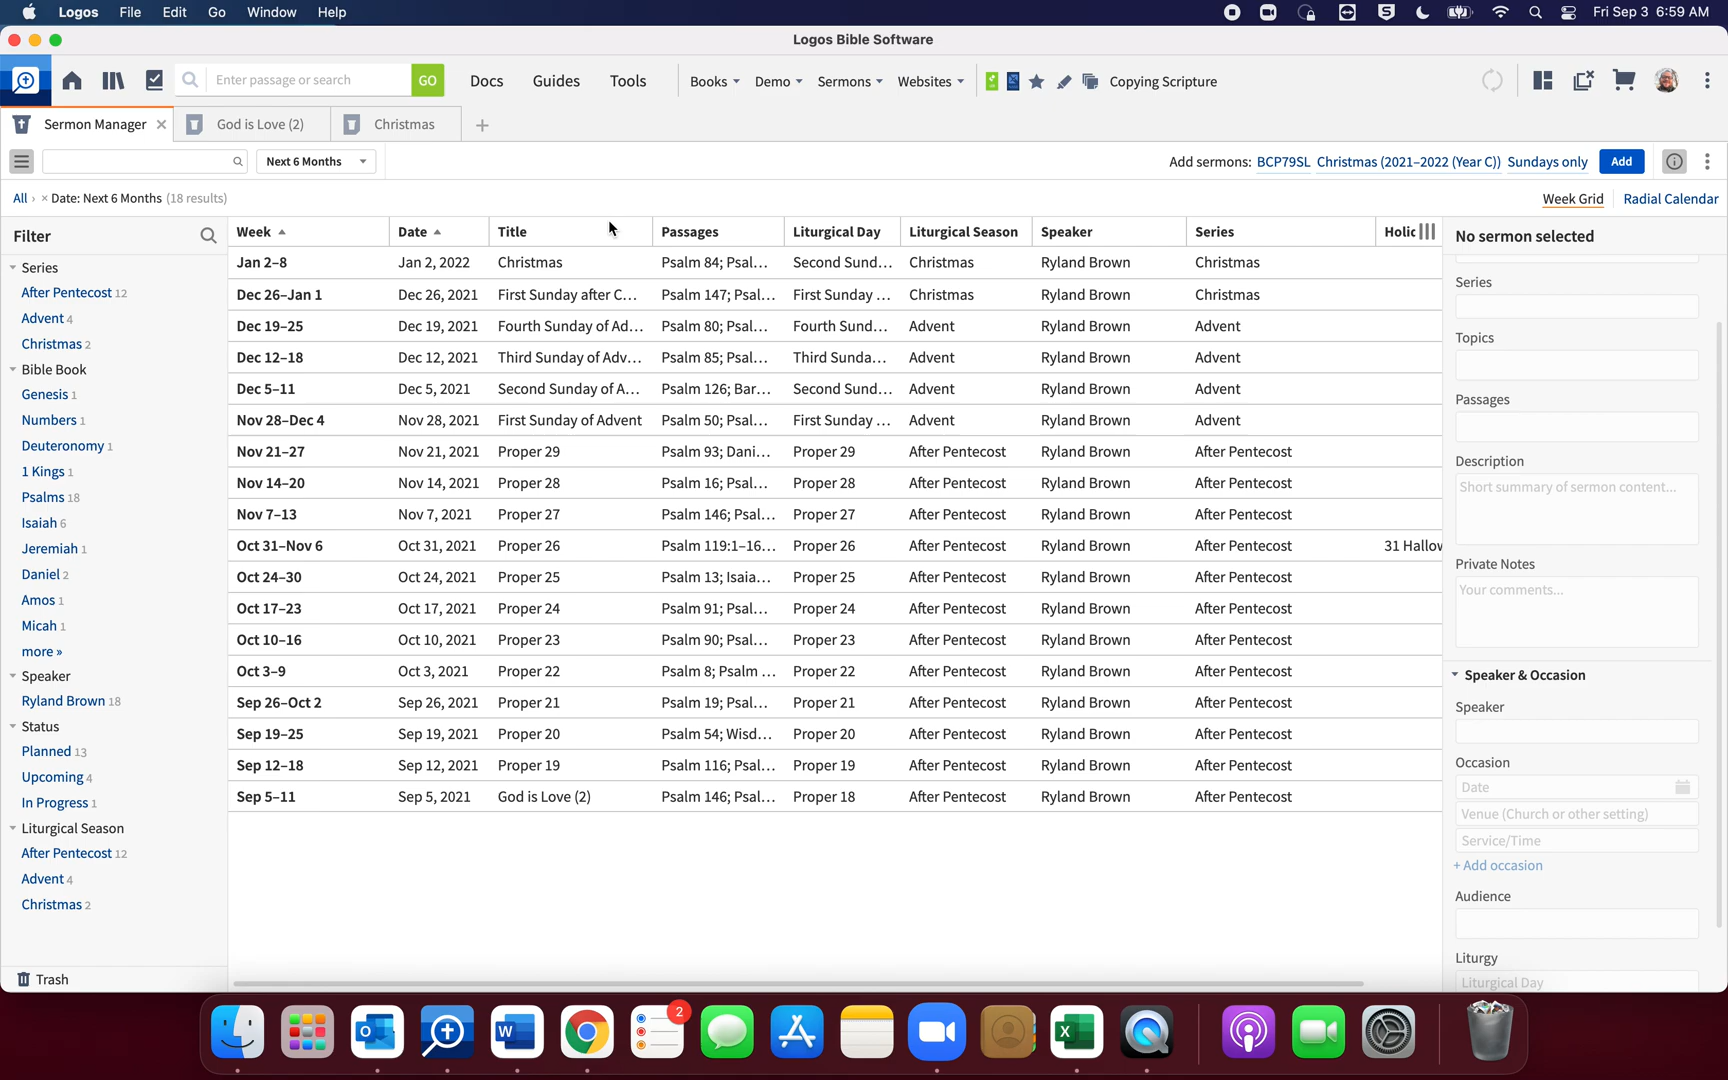 Logos File Edit Go Window Help Fri Sep 3 6:59 AM
Logos Bible Software
Enter passage or search GO Docs Guides Tools Books Demo Sermons Websites Copying Scripture
Sermon Manager God is Love (2) Christmas
Next 6 Months Add sermons: BCP79SL Christmas (2021–2022 (Year C)) Sundays only Add
All › × Date: Next 6 Months (18 results) Week Grid Radial Calendar
Filter
Series
After Pentecost 12
Advent 4
Christmas 2
Bible Book
Genesis 1
Numbers 1
Deuteronomy 1
1 Kings 1
Psalms 18
Isaiah 6
Jeremiah 1
Daniel 2
Amos 1
Micah 1
more »
Speaker
Ryland Brown 18
Status
Planned 13
Upcoming 4
In Progress 1
Liturgical Season
After Pentecost 12
Advent 4
Christmas 2
Trash
Week Date Title Passages Liturgical Day Liturgical Season Speaker Series Holic
Jan 2–8 Jan 2, 2022 Christmas Psalm 84; Psal... Second Sund... Christmas Ryland Brown Christmas
Dec 26–Jan 1 Dec 26, 2021 First Sunday after C... Psalm 147; Psal... First Sunday ... Christmas Ryland Brown Christmas
Dec 19–25 Dec 19, 2021 Fourth Sunday of Ad... Psalm 80; Psal... Fourth Sund... Advent Ryland Brown Advent
Dec 12–18 Dec 12, 2021 Third Sunday of Adv... Psalm 85; Psal... Third Sunda... Advent Ryland Brown Advent
Dec 5–11 Dec 5, 2021 Second Sunday of A... Psalm 126; Bar... Second Sund... Advent Ryland Brown Advent
Nov 28–Dec 4 Nov 28, 2021 First Sunday of Advent Psalm 50; Psal... First Sunday ... Advent Ryland Brown Advent
Nov 21–27 Nov 21, 2021 Proper 29 Psalm 93; Dani... Proper 29 After Pentecost Ryland Brown After Pentecost
Nov 14–20 Nov 14, 2021 Proper 28 Psalm 16; Psal... Proper 28 After Pentecost Ryland Brown After Pentecost
Nov 7–13 Nov 7, 2021 Proper 27 Psalm 146; Psal... Proper 27 After Pentecost Ryland Brown After Pentecost
Oct 31–Nov 6 Oct 31, 2021 Proper 26 Psalm 119:1–16... Proper 26 After Pentecost Ryland Brown After Pentecost 31 Hallow
Oct 24–30 Oct 24, 2021 Proper 25 Psalm 13; Isaia... Proper 25 After Pentecost Ryland Brown After Pentecost
Oct 17–23 Oct 17, 2021 Proper 24 Psalm 91; Psal... Proper 24 After Pentecost Ryland Brown After Pentecost
Oct 10–16 Oct 10, 2021 Proper 23 Psalm 90; Psal... Proper 23 After Pentecost Ryland Brown After Pentecost
Oct 3–9 Oct 3, 2021 Proper 22 Psalm 8; Psalm ... Proper 22 After Pentecost Ryland Brown After Pentecost
Sep 26–Oct 2 Sep 26, 2021 Proper 21 Psalm 19; Psal... Proper 21 After Pentecost Ryland Brown After Pentecost
Sep 19–25 Sep 19, 2021 Proper 20 Psalm 54; Wisd... Proper 20 After Pentecost Ryland Brown After Pentecost
Sep 12–18 Sep 12, 2021 Proper 19 Psalm 116; Psal... Proper 19 After Pentecost Ryland Brown After Pentecost
Sep 5–11 Sep 5, 2021 God is Love (2) Psalm 146; Psal... Proper 18 After Pentecost Ryland Brown After Pentecost
No sermon selected
Series
Topics
Passages
Description
Short summary of sermon content...
Private Notes
Your comments...
Speaker & Occasion
Speaker
Occasion
Date
Venue (Church or other setting)
Service/Time
+ Add occasion
Audience
Liturgy
Liturgical Day
2